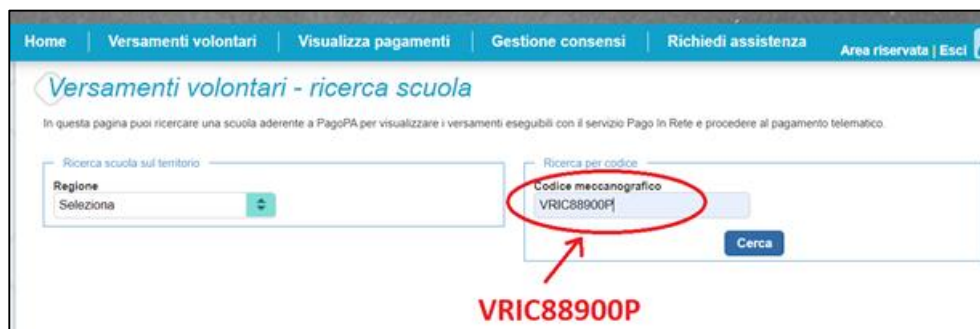 Home | Versamenti volontari | Visualizza pagamenti | Gestione consensi | Richiedi assistenza Area riservata | Esci
Versamenti volontari - ricerca scuola
In questa pagina puoi ricercare una scuola aderente a PagoPA per visualizzare i versamenti eseguibili con il servizio Pago In Rete e procedere al pagamento telematico.
Ricerca scuola sul territorio
Regione
Seleziona
Ricerca per codice
Codice meccanografico
VRIC88900P
Cerca
VRIC88900P